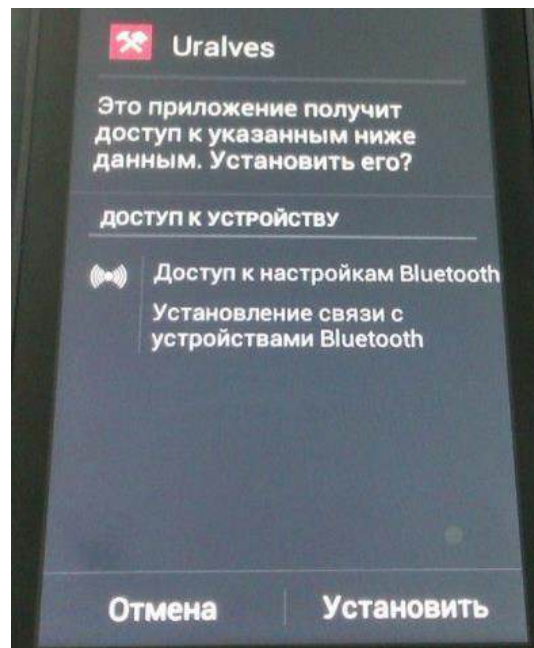 Uralves
Это приложение получит
доступ к указанным ниже
данным. Установить его?
ДОСТУП К УСТРОЙСТВУ
Доступ к настройкам Bluetooth
Установление связи с
устройствами Bluetooth
Отмена
Установить